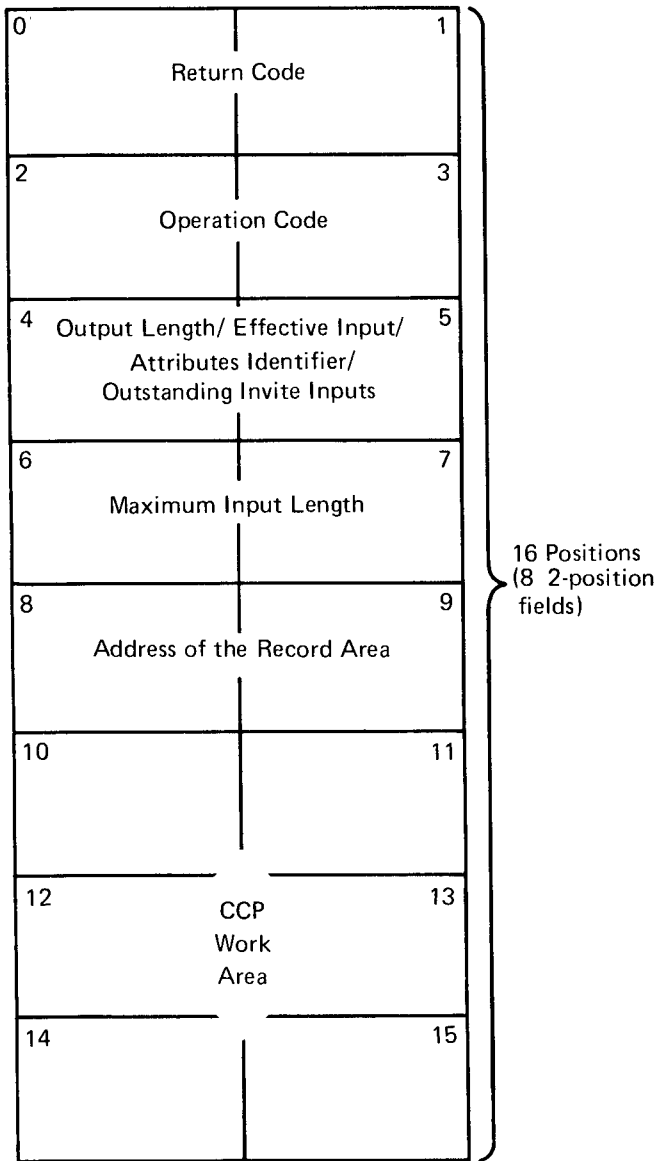 0 1
Return Code
2 3
Operation Code
4 Output Length/ Effective Input/ 5
Attributes Identifier/
Outstanding Invite Inputs
6 7
Maximum Input Length
16 Positions
(8 2-position
fields)
8 9
Address of the Record Area
10 11
12 13
CCP
Work
Area
14 15